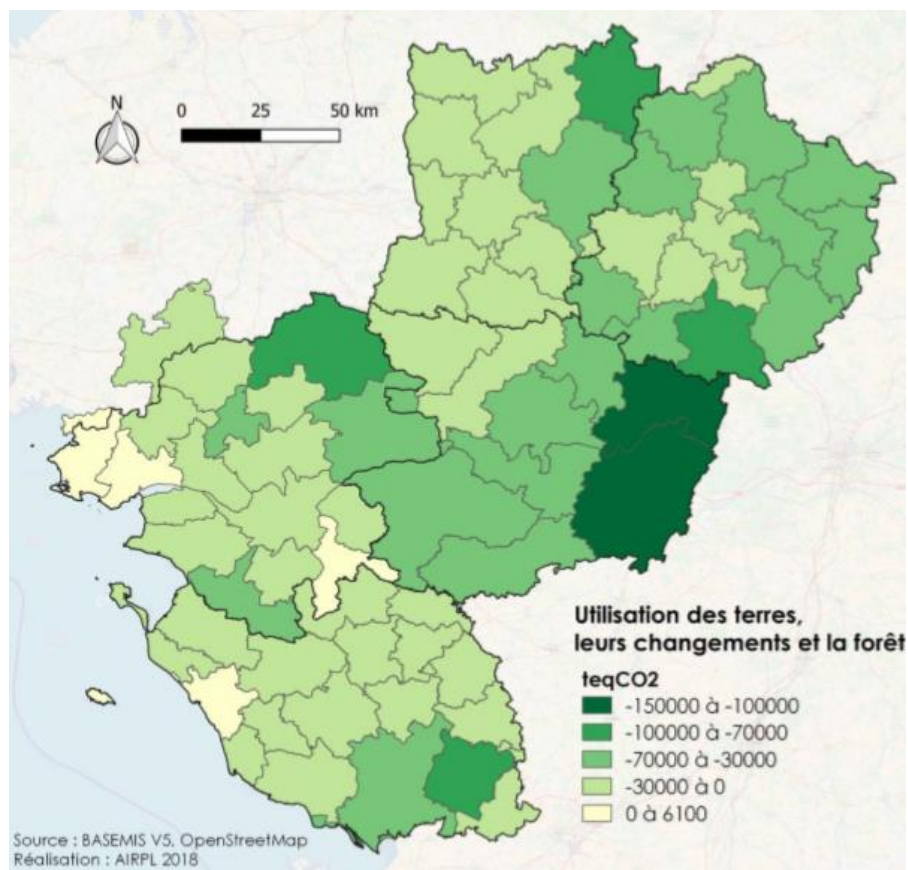 N
0 25 50 km
Utilisation des terres,
leurs changements et la forêt
teqCO2
-150000 à -100000
-100000 à -70000
-70000 à -30000
-30000 à 0
0 à 6100
Source : BASEMIS V5, OpenStreetMap
Réalisation : AIRPL 2018